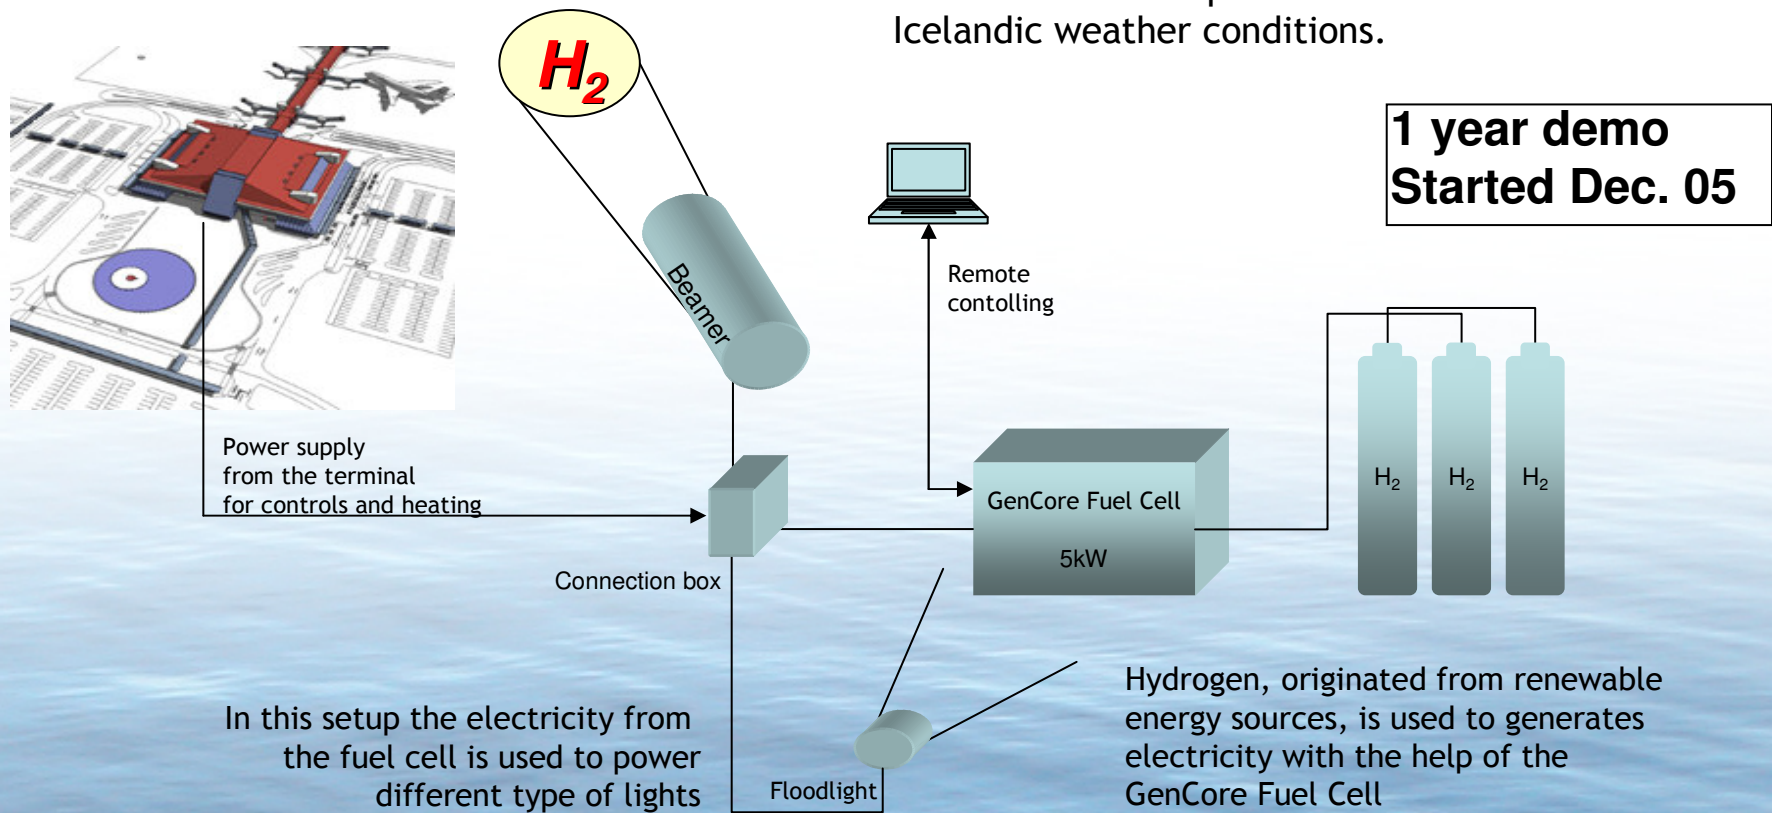 Icelandic weather conditions.
H2
1 year demo
Started Dec. 05
Beamer
Remote
contolling
Power supply
from the terminal
for controls and heating
GenCore Fuel Cell
5kW
H2 H2 H2
Connection box
In this setup the electricity from
the fuel cell is used to power
different type of lights
Floodlight
Hydrogen, originated from renewable
energy sources, is used to generates
electricity with the help of the
GenCore Fuel Cell